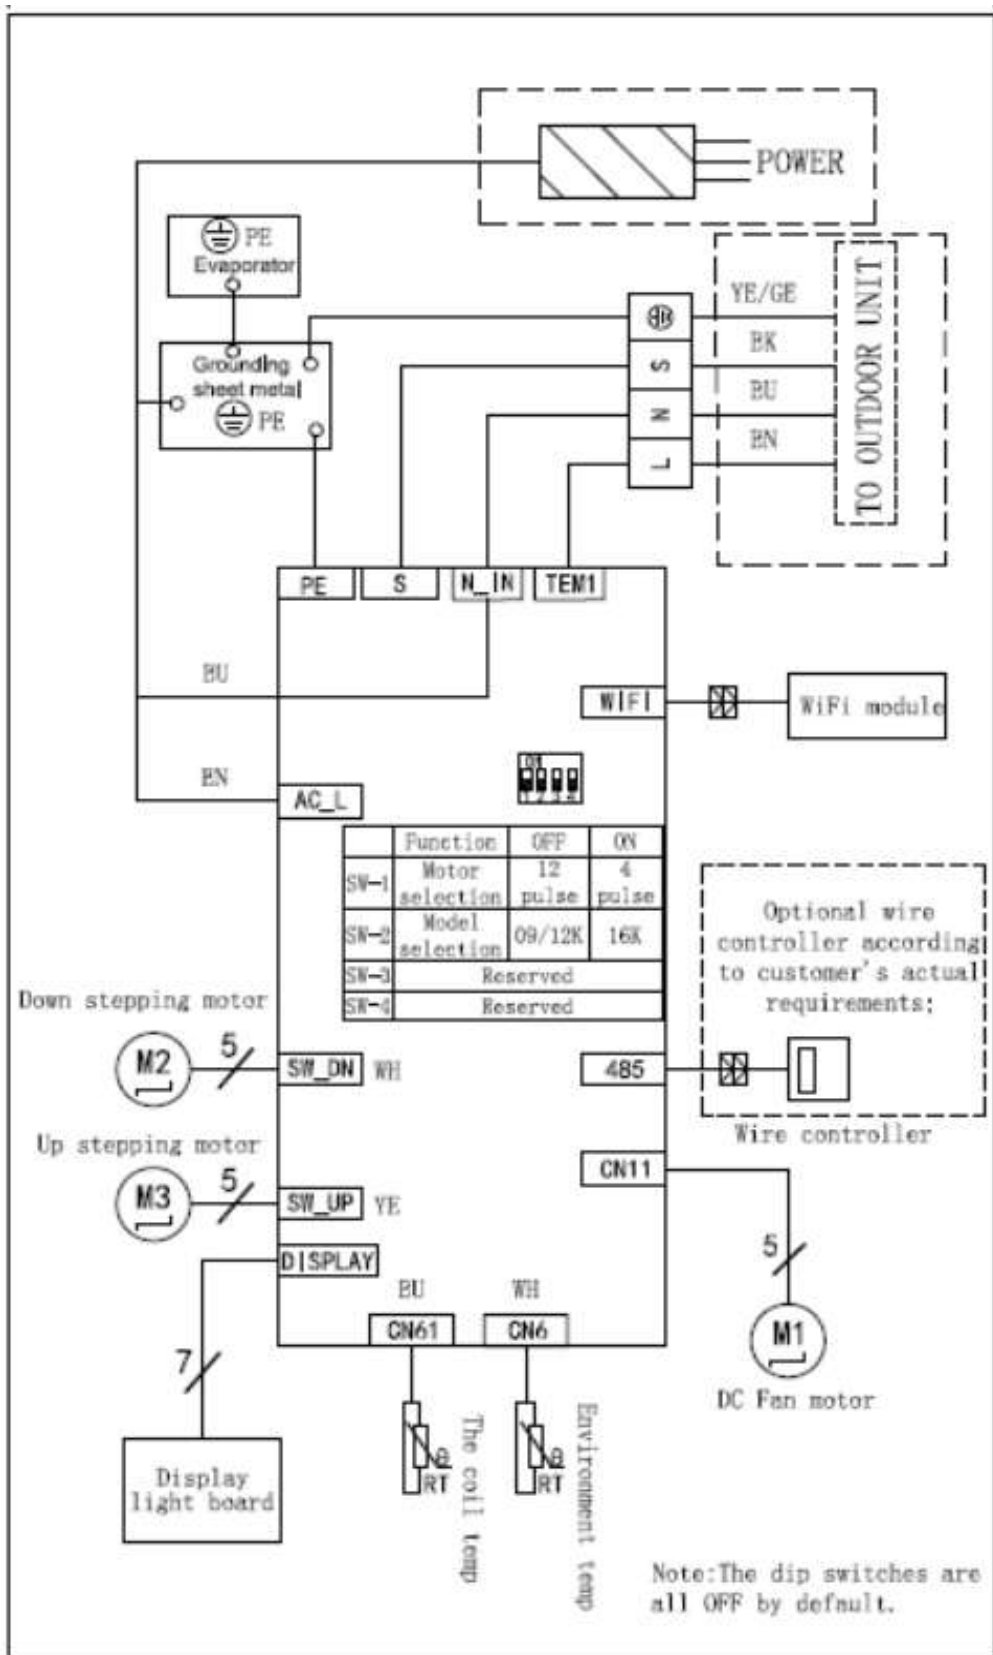 POWER
PE
Evaporator
Grounding
sheet metal
PE
YE/GE
BK
BU
BN
S
N
L
TO OUTDOOR UNIT
PE
S
N_IN
TEM1
BU
WIFI
WiFi module
ON
1 2 3 4
BN
AC_L
Function OFF ON
SW-1 Motor selection 12 pulse 4 pulse
SW-2 Model selection 09/12K 16K
SW-3 Reserved
SW-4 Reserved
Optional wire
controller according
to customer's actual
requirements;
Down stepping motor
M2
5
SW_DN
WH
485
Wire controller
Up stepping motor
M3
5
SW_UP
YE
CN11
5
M1
DC Fan motor
DISPLAY
7
Display
light board
BU
CN61
WH
CN6
θ
RT
The coil temp
θ
RT
Environment temp
Note:The dip switches are
all OFF by default.